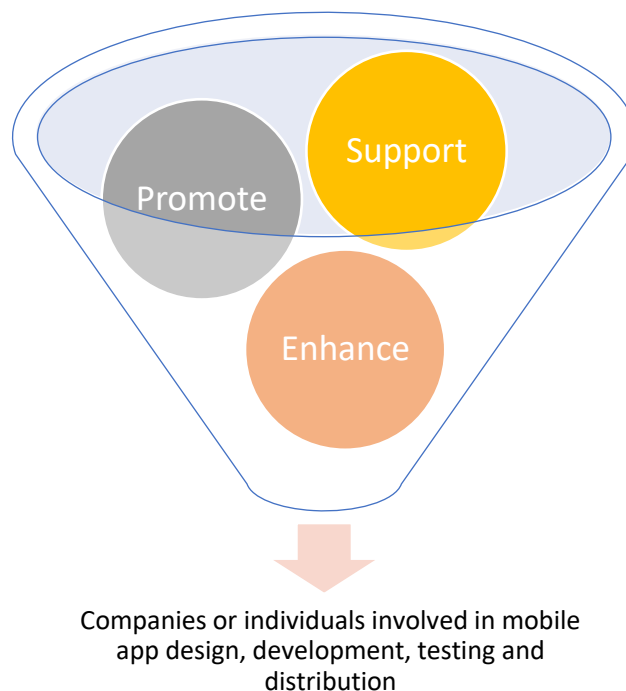 Support
Promote
Enhance
Companies or individuals involved in mobile
app design, development, testing and
distribution